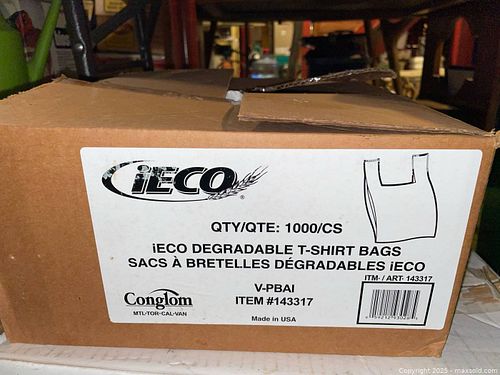 iECO
QTY/QTE: 1000/CS
iECO DEGRADABLE T-SHIRT BAGS
SACS À BRETELLES DÉGRADABLES iECO
ITM- / ART- 143317
V-PBAI
ITEM #143317
Conglom
MTL-TOR-CAL-VAN
Made in USA
Copyright 2025 - maxsold.com